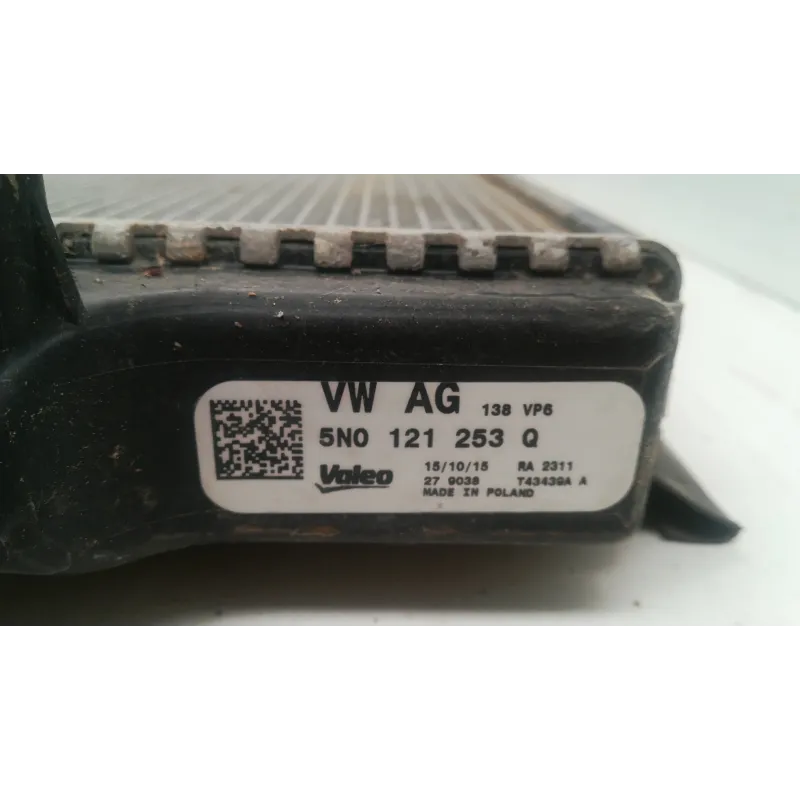 VW AG 138 VP6
5N0 121 253 Q
Valeo 15/10/15 RA 2311
27 9038 T43439A A
MADE IN POLAND